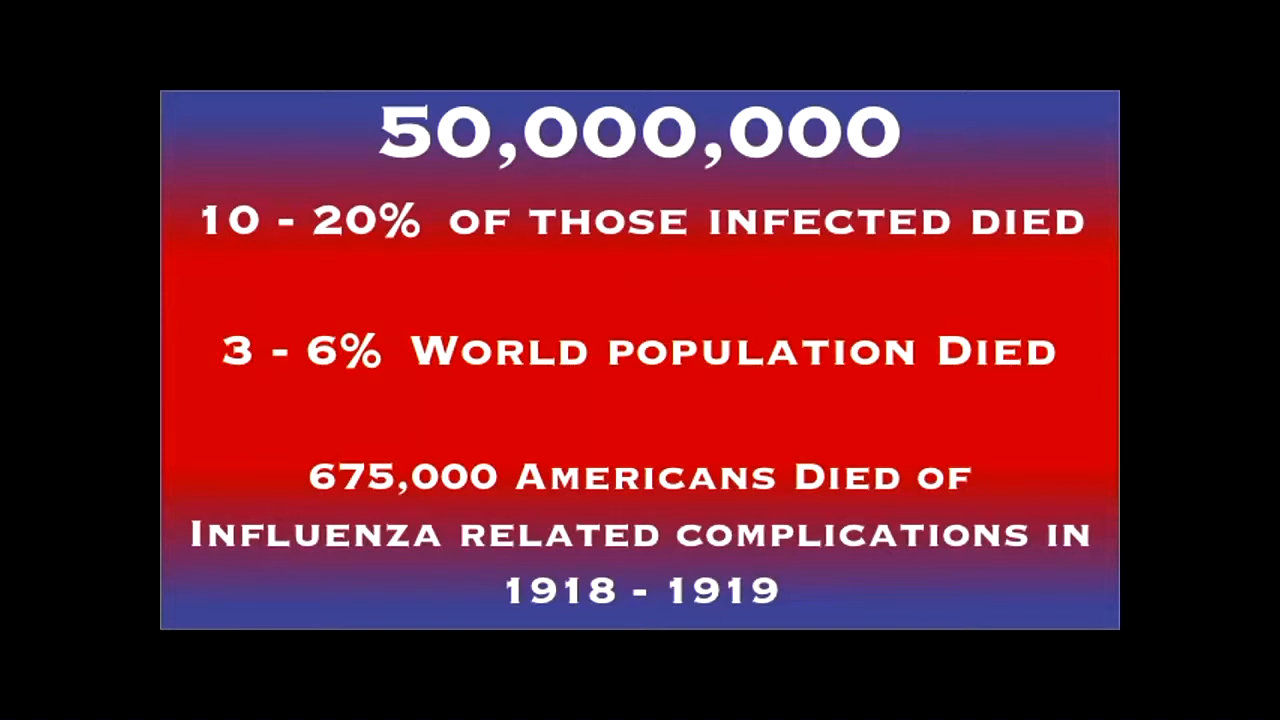 50,000,000
10 - 20% of those infected died
3 - 6% World population Died
675,000 Americans Died of
Influenza related complications in
1918 - 1919